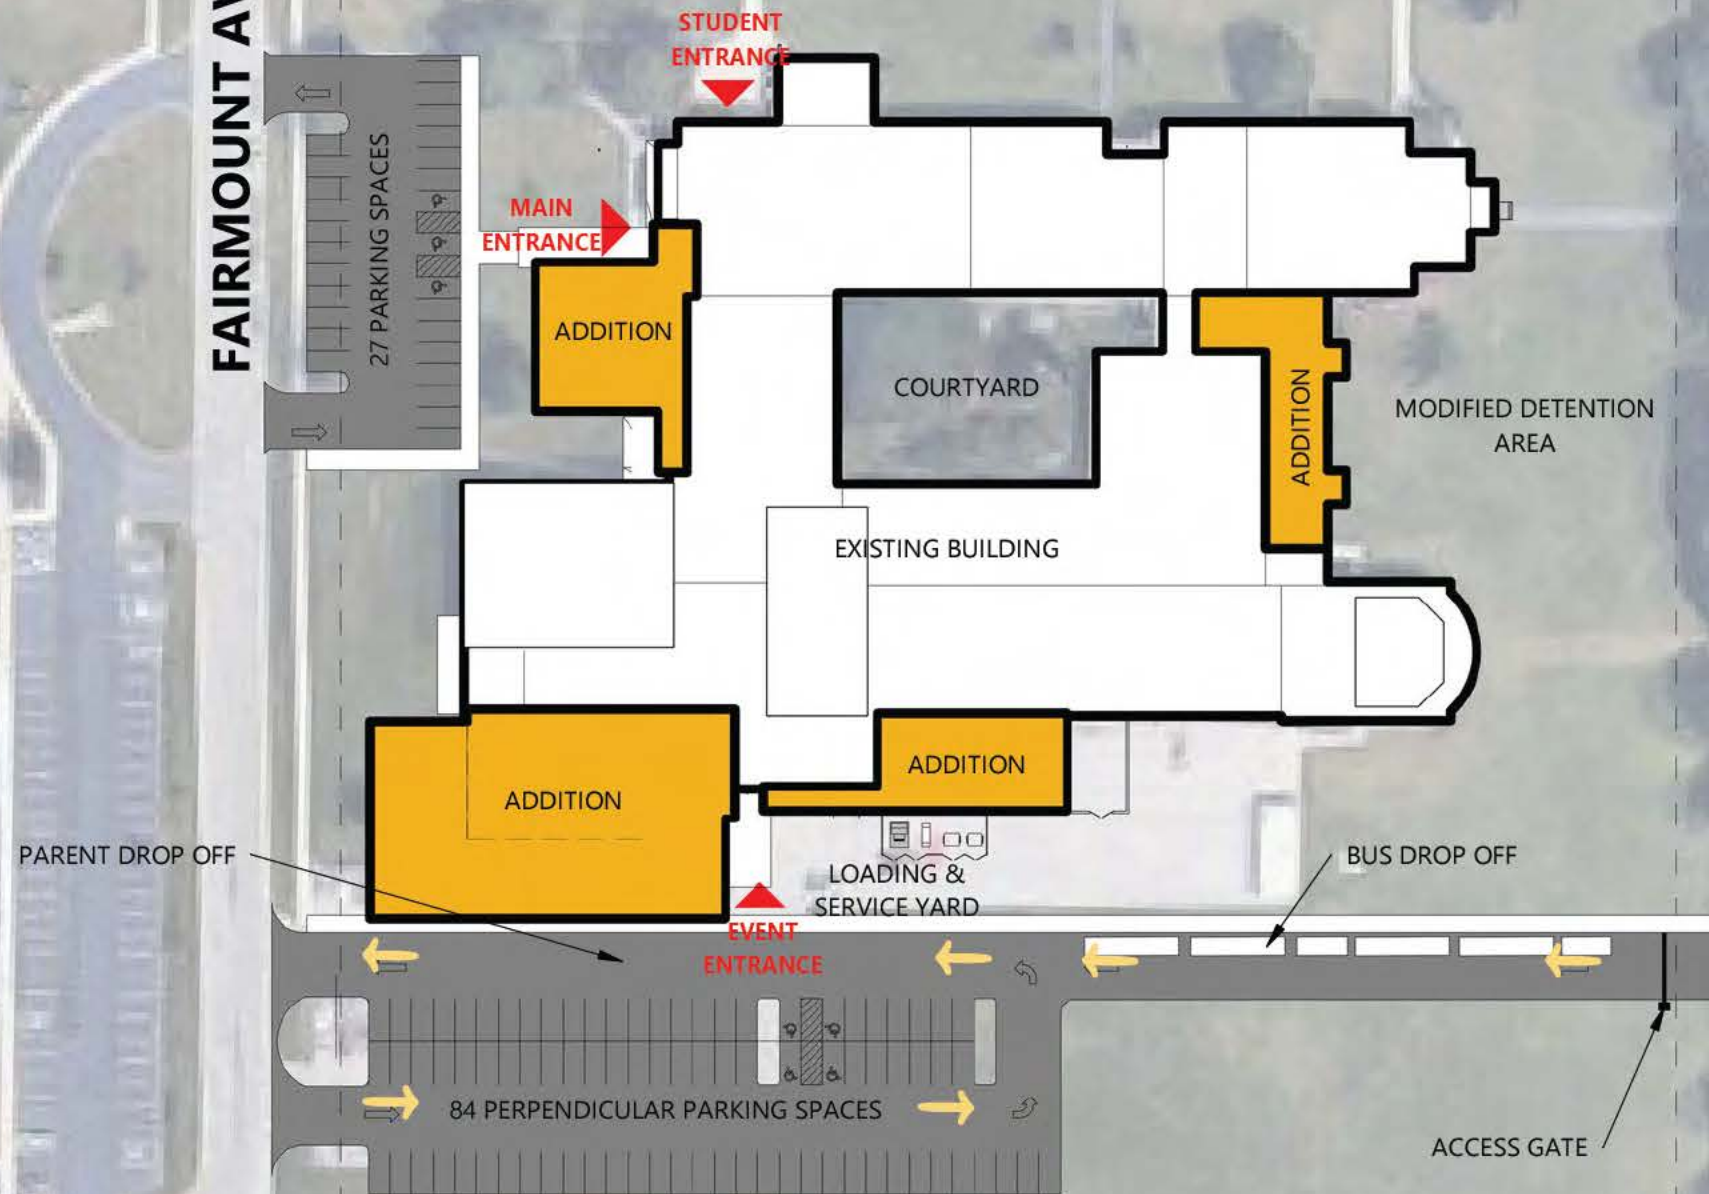 STUDENT
ENTRANCE
FAIRMOUNT AV
27 PARKING SPACES
MAIN
ENTRANCE
ADDITION
COURTYARD
ADDITION
MODIFIED DETENTION
AREA
EXISTING BUILDING
ADDITION
ADDITION
PARENT DROP OFF
LOADING &
SERVICE YARD
BUS DROP OFF
EVENT
ENTRANCE
84 PERPENDICULAR PARKING SPACES
ACCESS GATE